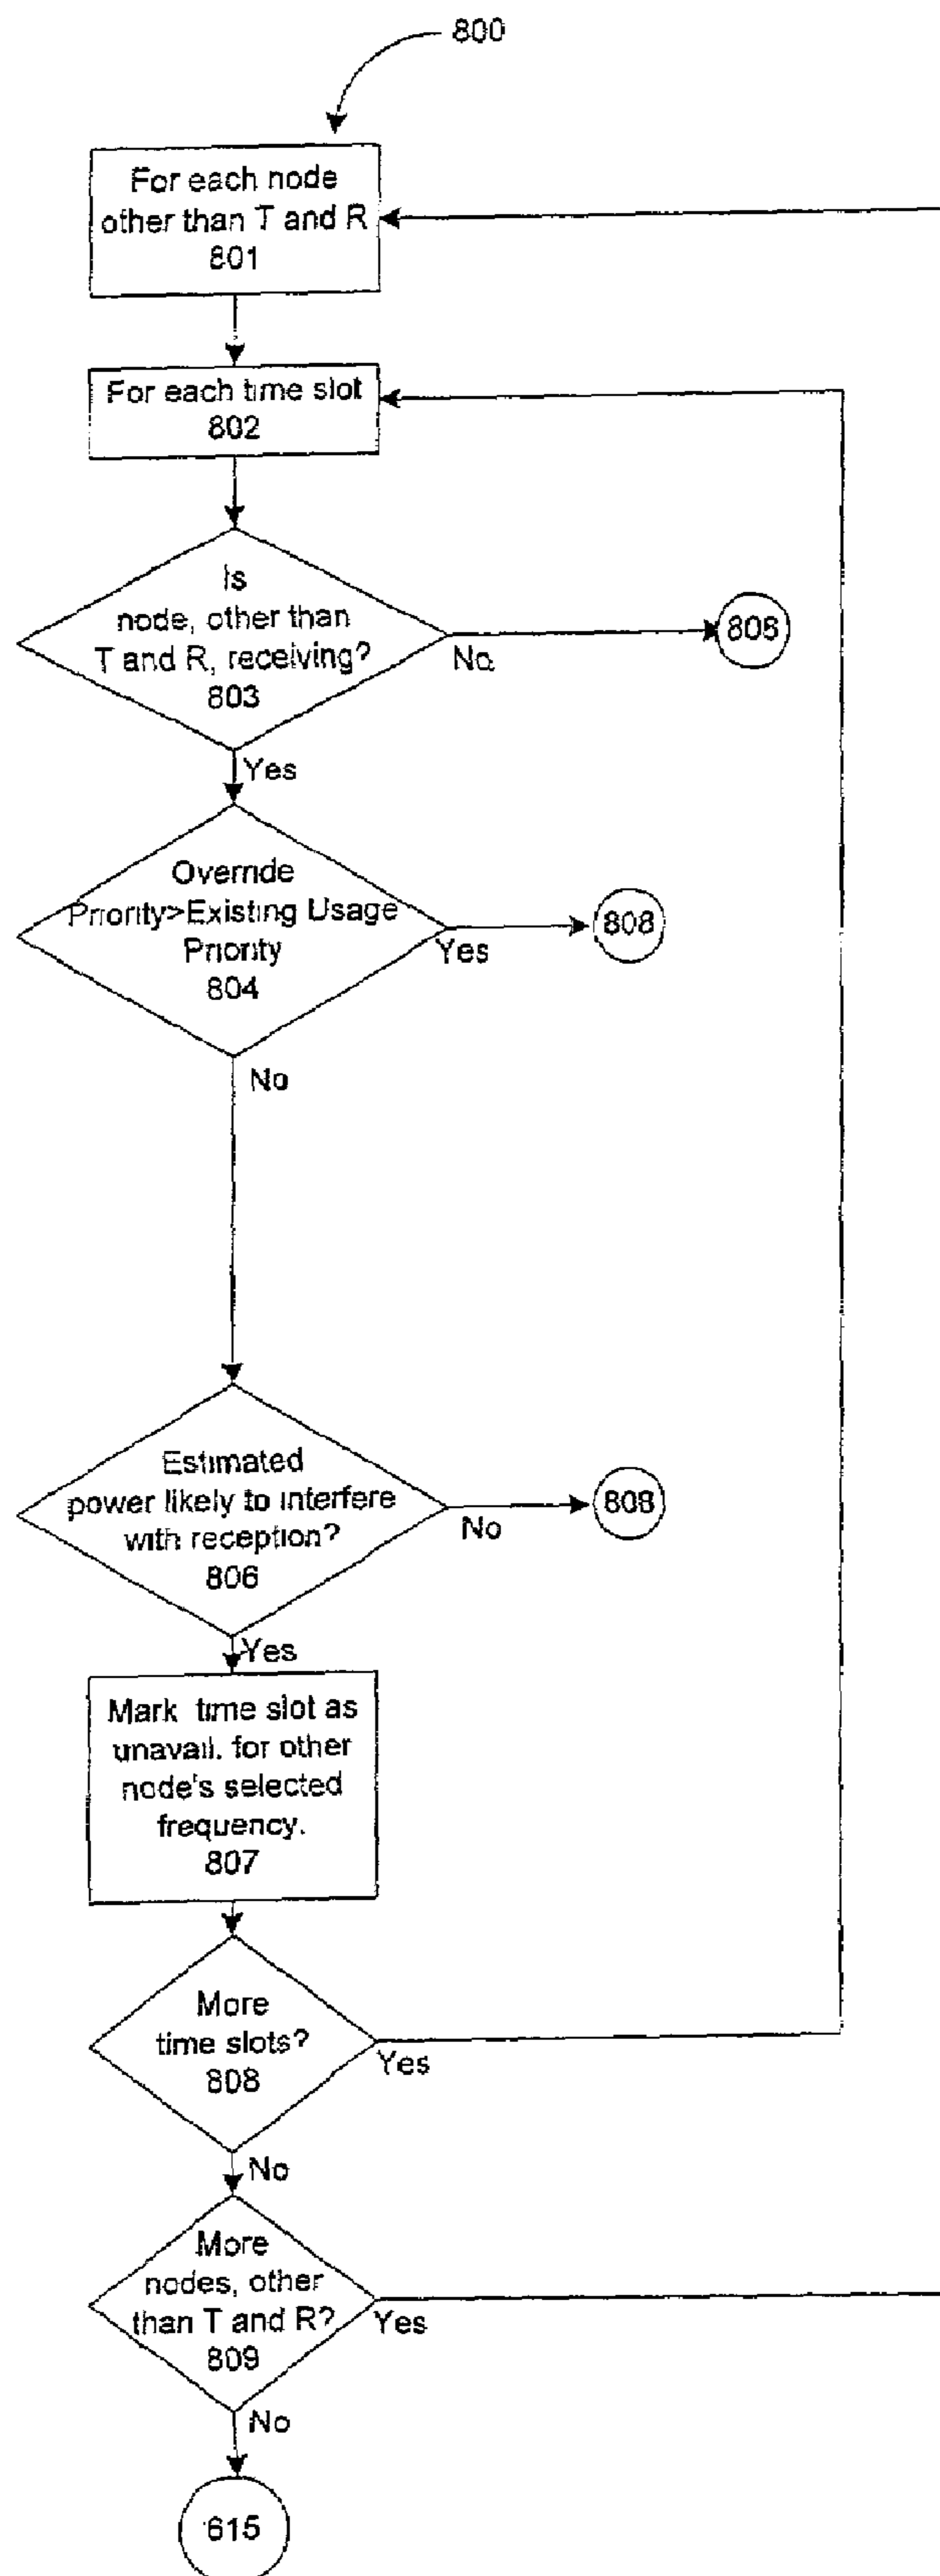 800
For each node
other than T and R
801
For each time slot
802
Is
node, other than
T and R, receiving?
803
No
808
Yes
Override
Priority>Existing Usage
Priority
804
Yes
808
No
Estimated
power likely to interfere
with reception?
806
No
808
Yes
Mark time slot as
unavail. for other
node's selected
frequency.
807
More
time slots?
808
Yes
No
More
nodes, other
than T and R?
809
Yes
No
615